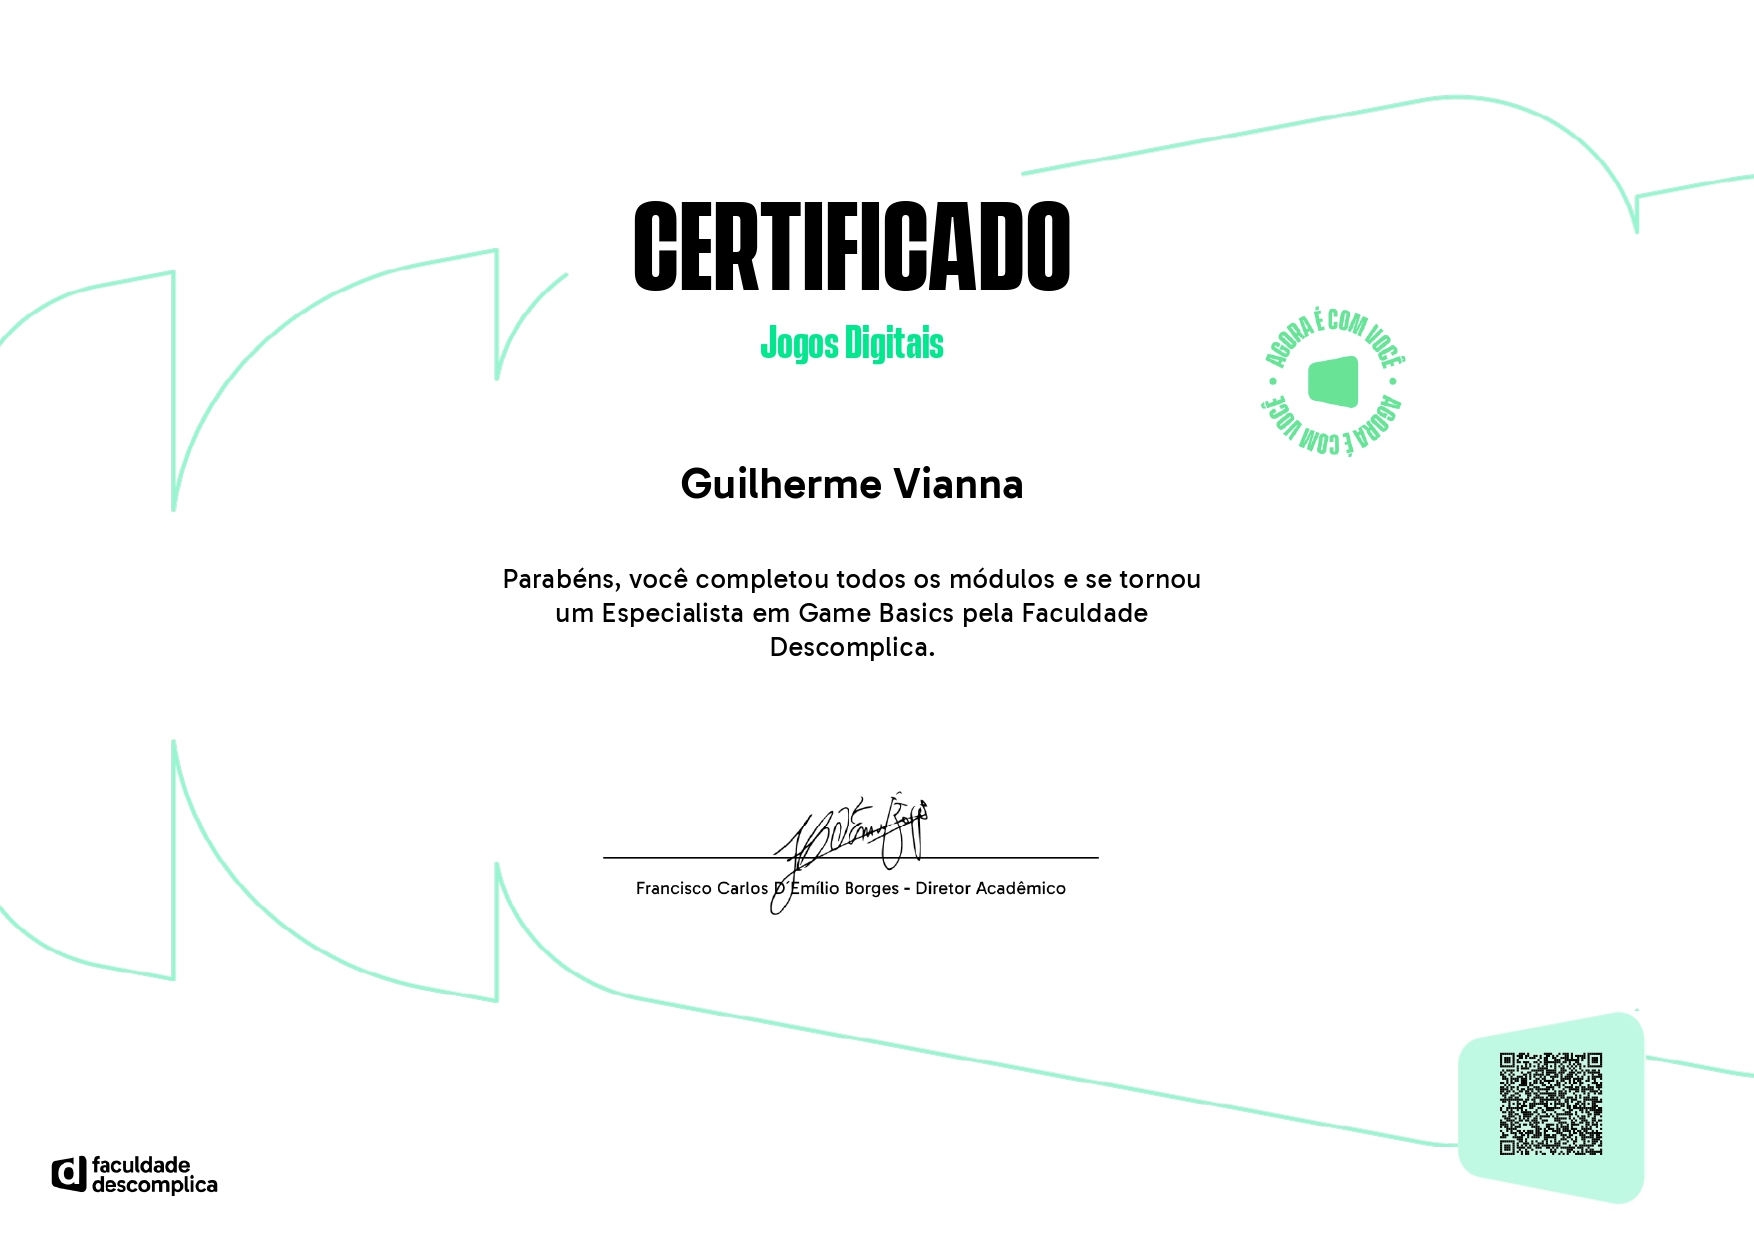 CERTIFICADO
Jogos Digitais
AGORA É COM VOCÊ • AGORA É COM VOCÊ •
Guilherme Vianna
Parabéns, você completou todos os módulos e se tornou
um Especialista em Game Basics pela Faculdade
Descomplica.
Francisco Carlos D´Emílio Borges - Diretor Acadêmico
d faculdade
descomplica